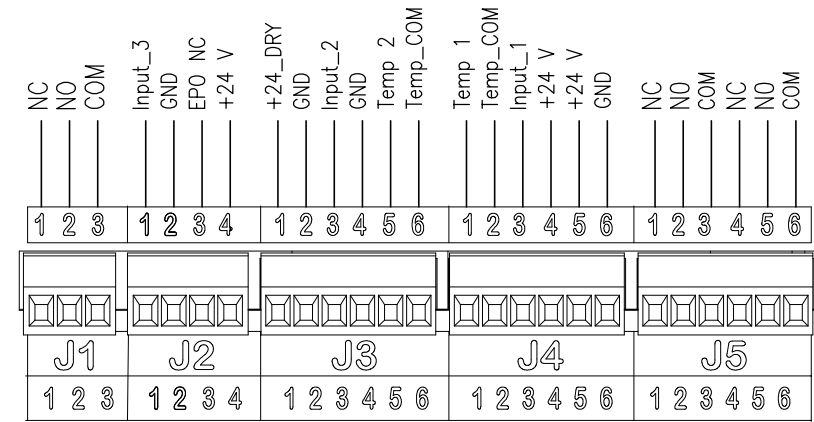 NC NO COM Input_3 GND EPO NC +24 V +24_DRY GND Input_2 GND Temp 2 Temp_COM Temp 1 Temp_COM Input_1 +24 V +24 V GND NC NO COM NC NO COM
1 2 3 1 2 3 4 1 2 3 4 5 6 1 2 3 4 5 6 1 2 3 4 5 6
J1 J2 J3 J4 J5
1 2 3 1 2 3 4 1 2 3 4 5 6 1 2 3 4 5 6 1 2 3 4 5 6